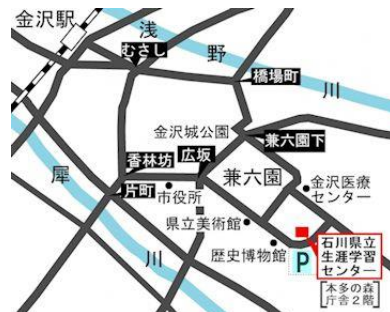 金沢駅
浅
野
川
むさし
橋場町
金沢城公園
兼六園下
香林坊
広坂
兼六園
金沢医療
センター
犀
川
片町
市役所
県立美術館
歴史博物館
P
石川県立
生涯学習
センター
本多の森
庁舎2階